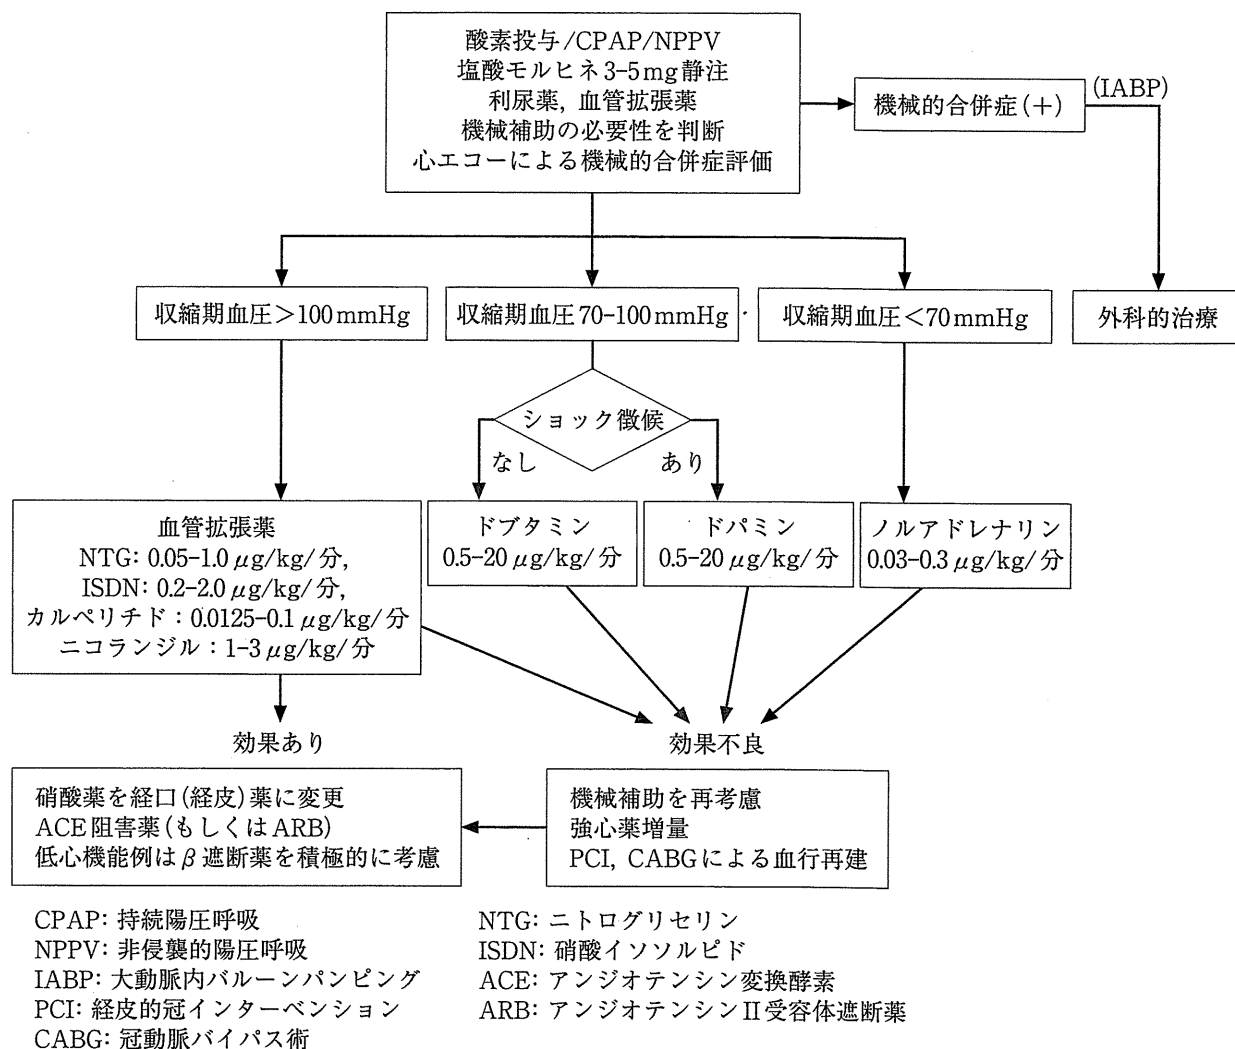 酸素投与/CPAP/NPPV
塩酸モルヒネ3-5mg静注
利尿薬, 血管拡張薬
機械補助の必要性を判断
心エコーによる機械的合併症評価
機械的合併症(+)
(IABP)
収縮期血圧>100mmHg
収縮期血圧70-100mmHg
収縮期血圧<70mmHg
外科的治療
ショック徴候
なし
あり
血管拡張薬
NTG: 0.05-1.0μg/kg/分,
ISDN: 0.2-2.0μg/kg/分,
カルペリチド:0.0125-0.1μg/kg/分
ニコランジル:1-3μg/kg/分
ドブタミン
0.5-20μg/kg/分
ドパミン
0.5-20μg/kg/分
ノルアドレナリン
0.03-0.3μg/kg/分
効果あり
効果不良
硝酸薬を経口(経皮)薬に変更
ACE阻害薬(もしくはARB)
低心機能例はβ遮断薬を積極的に考慮
機械補助を再考慮
強心薬増量
PCI, CABGによる血行再建
CPAP: 持続陽圧呼吸
NPPV: 非侵襲的陽圧呼吸
IABP: 大動脈内バルーンパンピング
PCI: 経皮的冠インターベンション
CABG: 冠動脈バイパス術
NTG: ニトログリセリン
ISDN: 硝酸イソソルビド
ACE: アンジオテンシン変換酵素
ARB: アンジオテンシンII受容体遮断薬